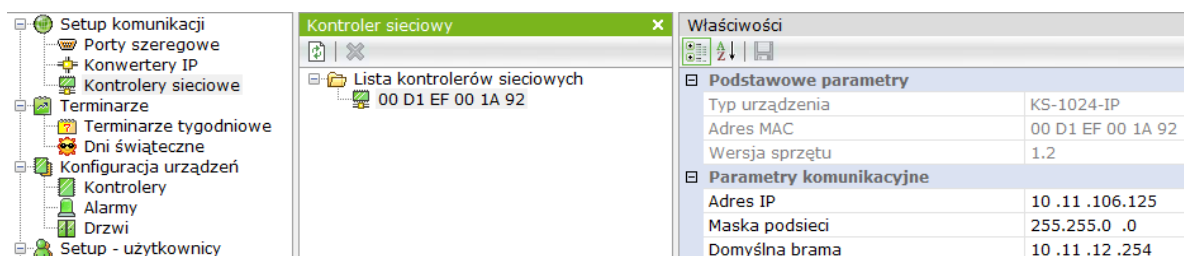 Setup komunikacji
Porty szeregowe
Konwertery IP
Kontrolery sieciowe
Terminarze
Terminarze tygodniowe
Dni świąteczne
Konfiguracja urządzeń
Kontrolery
Alarmy
Drzwi
Setup - użytkownicy
Kontroler sieciowy
Lista kontrolerów sieciowych
00 D1 EF 00 1A 92
Właściwości
Podstawowe parametry
Typ urządzenia KS-1024-IP
Adres MAC 00 D1 EF 00 1A 92
Wersja sprzętu 1.2
Parametry komunikacyjne
Adres IP 10 .11 .106.125
Maska podsieci 255.255.0 .0
Domyślna brama 10 .11 .12 .254